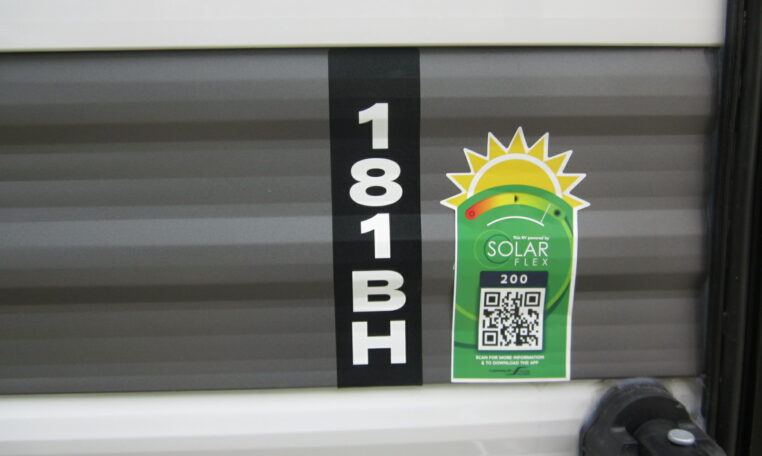 181BH
This RV powered by
SOLAR
FLEX
200
SCAN FOR MORE INFORMATION
& TO DOWNLOAD THE APP